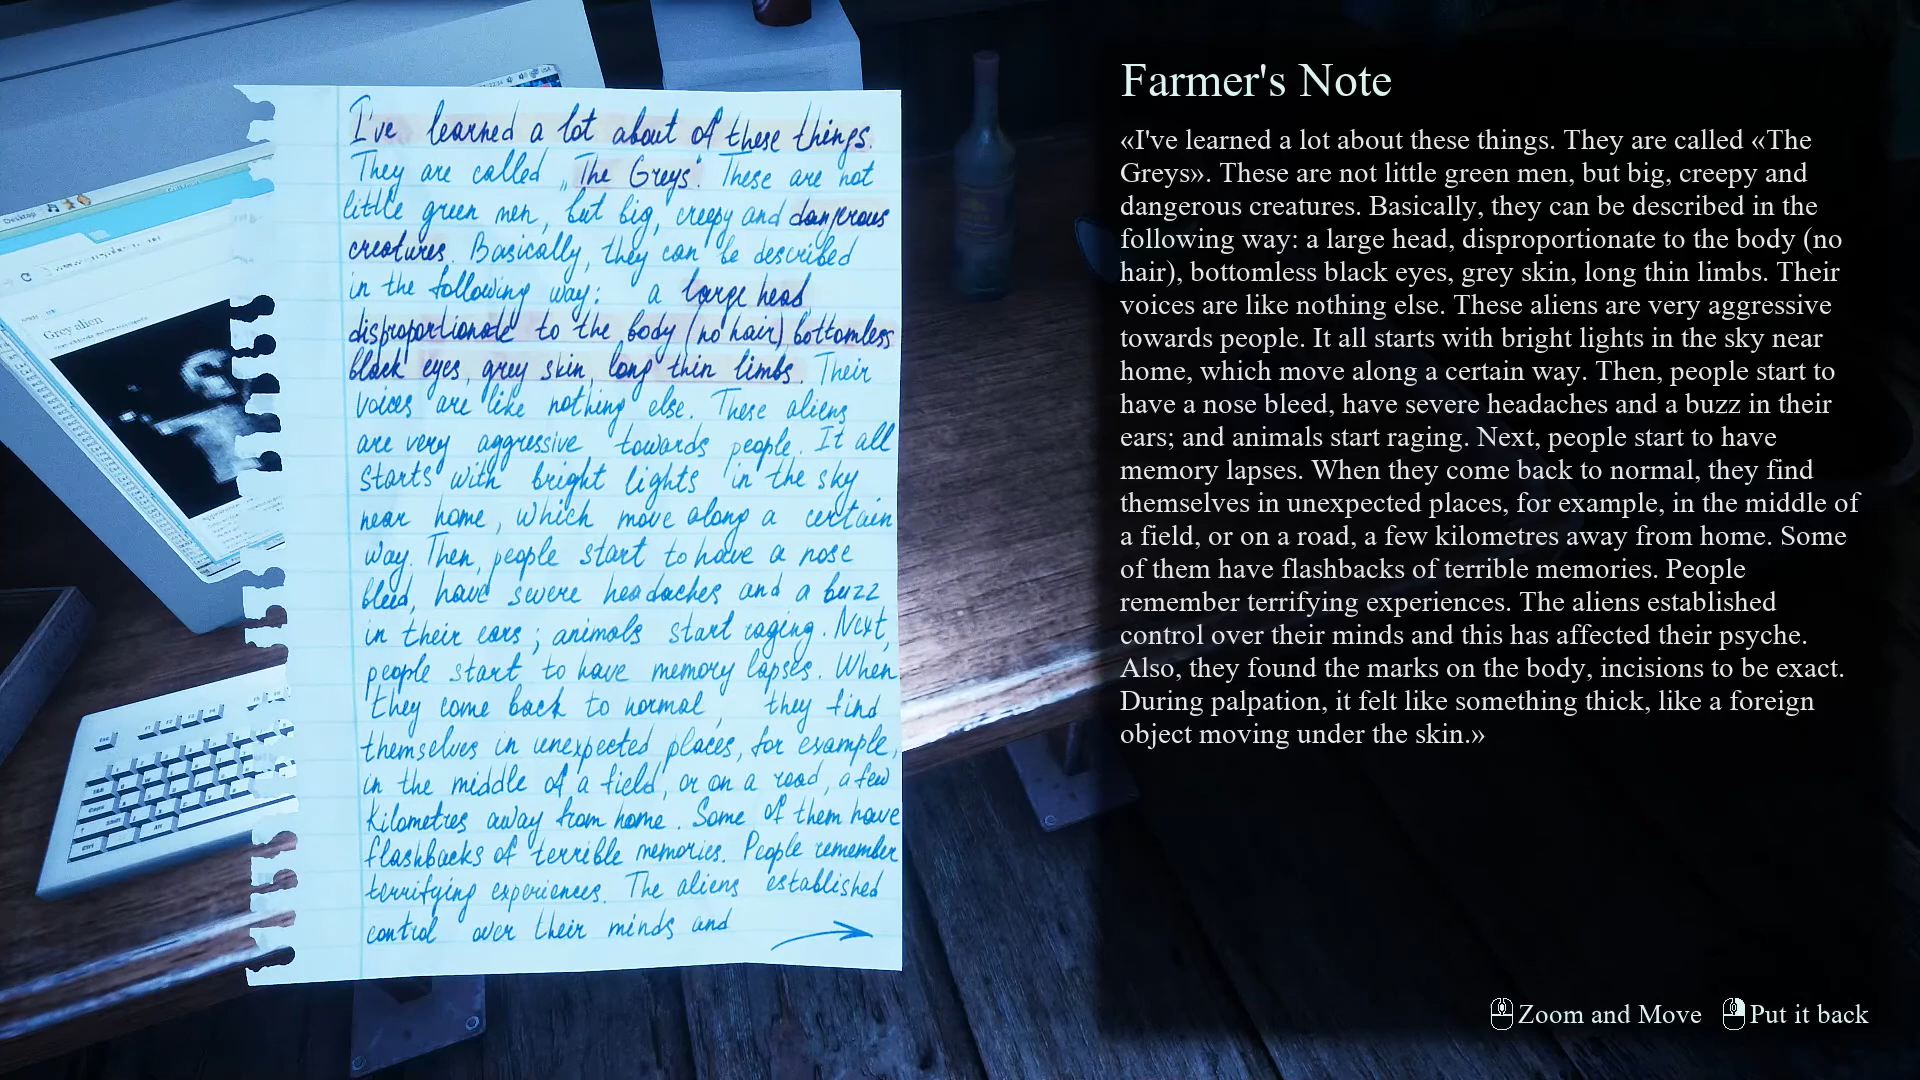 I've learned a lot about of these things.
They are called „The Greys". These are not
little green men, but big, creepy and dangerous
creatures. Basically, they can be described
in the following way: a large head
disproportionate to the body (no hair) bottomless
black eyes, grey skin, long thin limbs. Their
voices are like nothing else. These aliens
are very aggressive towards people. It all
starts with bright lights in the sky
near home, which move along a certain
way. Then, people start to have a nose
bleed, have severe headaches and a buzz
in their ears; animals start raging. Next,
people start to have memory lapses. When
they come back to normal, they find
themselves in unexpected places, for example,
in the middle of a field, or on a road, a few
kilometres away from home. Some of them have
flashbacks of terrible memories. People remember
terrifying experiences. The aliens established
control over their minds and
Desktop
Grey alien
Farmer's Note
«I've learned a lot about these things. They are called «The
Greys». These are not little green men, but big, creepy and
dangerous creatures. Basically, they can be described in the
following way: a large head, disproportionate to the body (no
hair), bottomless black eyes, grey skin, long thin limbs. Their
voices are like nothing else. These aliens are very aggressive
towards people. It all starts with bright lights in the sky near
home, which move along a certain way. Then, people start to
have a nose bleed, have severe headaches and a buzz in their
ears; and animals start raging. Next, people start to have
memory lapses. When they come back to normal, they find
themselves in unexpected places, for example, in the middle of
a field, or on a road, a few kilometres away from home. Some
of them have flashbacks of terrible memories. People
remember terrifying experiences. The aliens established
control over their minds and this has affected their psyche.
Also, they found the marks on the body, incisions to be exact.
During palpation, it felt like something thick, like a foreign
object moving under the skin.»
Zoom and Move
Put it back